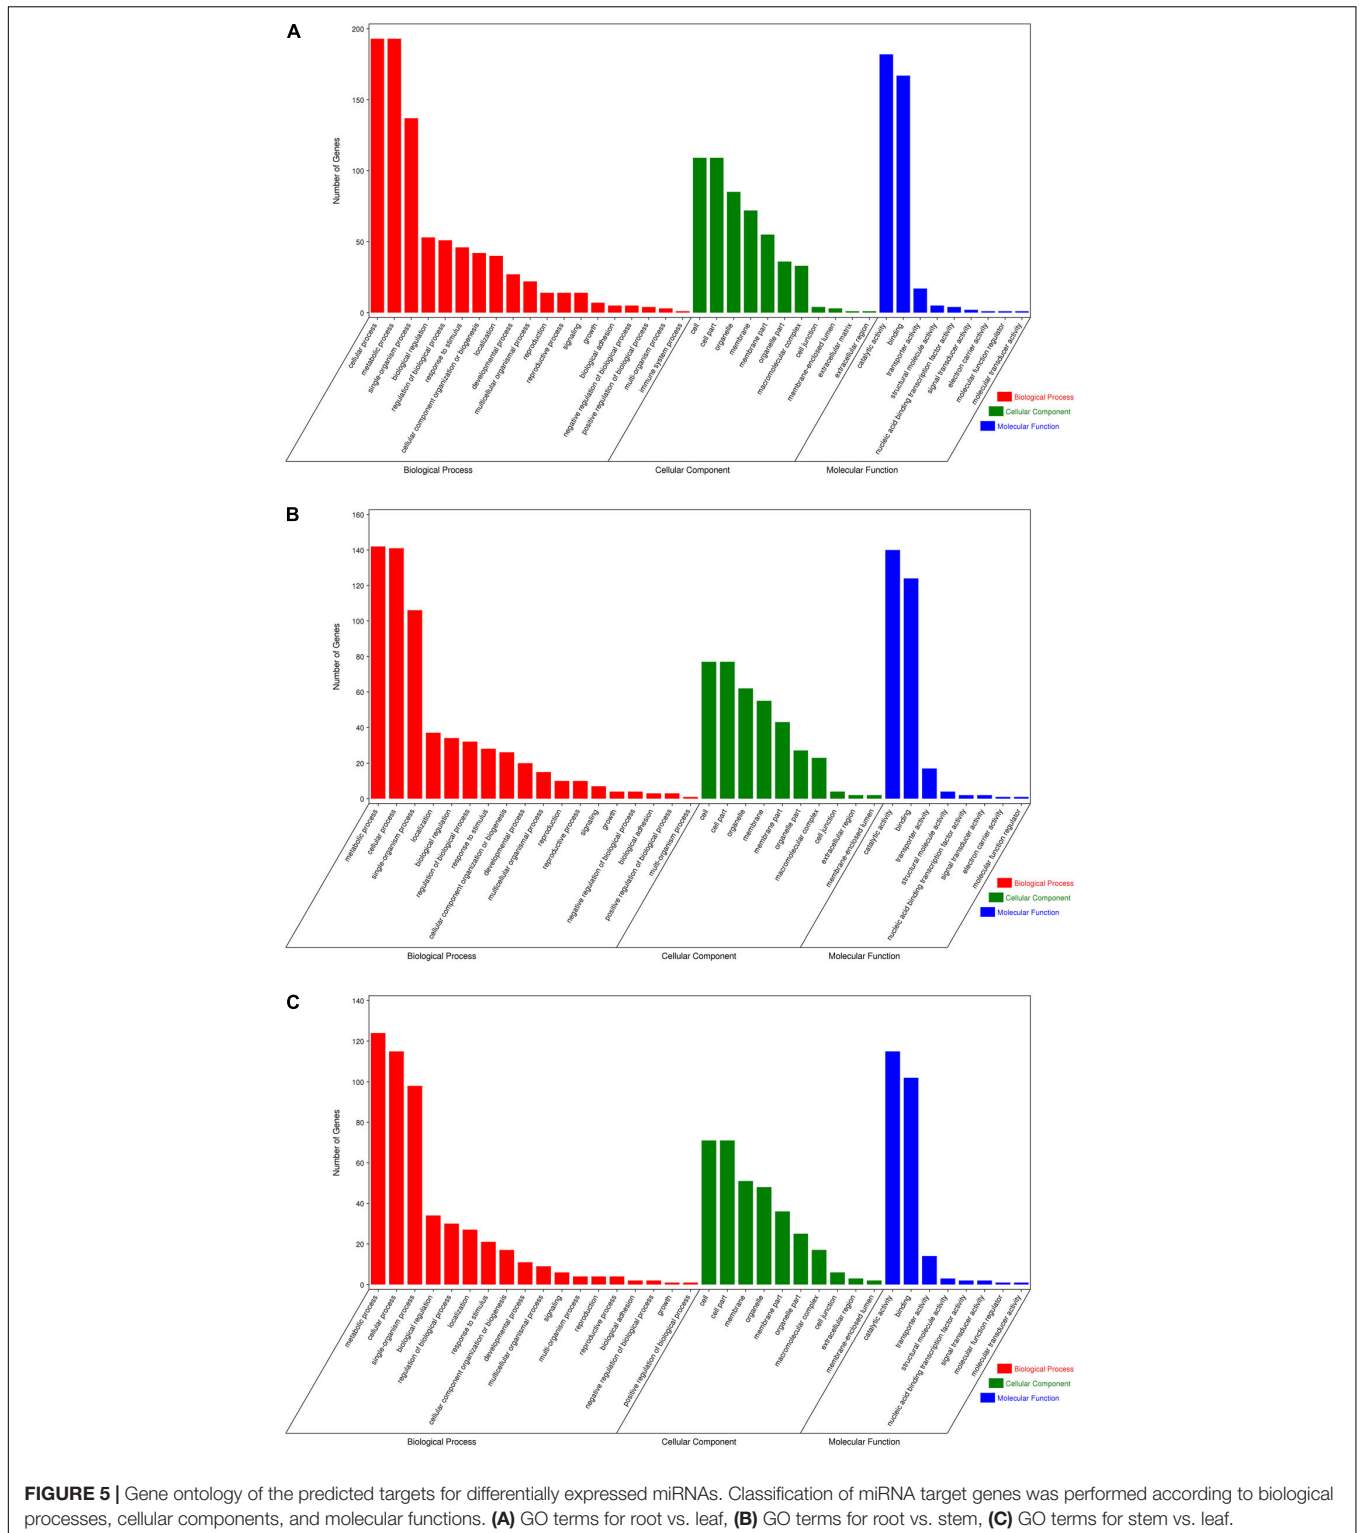 A
200
150
100
50
0
Number of Genes
cellular process
metabolic process
single-organism process
biological regulation
regulation of biological process
response to stimulus
cellular component organization or biogenesis
localization
developmental process
multicellular organismal process
reproduction
reproductive process
signaling
growth
biological adhesion
negative regulation of biological process
positive regulation of biological process
multi-organism process
immune system process
cell
cell part
organelle
membrane
membrane part
organelle part
macromolecular complex
cell junction
membrane-enclosed lumen
extracellular matrix
extracellular region
catalytic activity
binding
transporter activity
structural molecule activity
nucleic acid binding transcription factor activity
signal transducer activity
electron carrier activity
molecular function regulator
molecular transducer activity
Biological Process
Cellular Component
Molecular Function
Biological Process
Cellular Component
Molecular Function
B
160
140
120
100
80
60
40
20
0
Number of Genes
metabolic process
cellular process
single-organism process
localization
biological regulation
regulation of biological process
response to stimulus
cellular component organization or biogenesis
developmental process
multicellular organismal process
reproduction
reproductive process
signaling
growth
negative regulation of biological process
biological adhesion
positive regulation of biological process
multi-organism process
cell
cell part
organelle
membrane
membrane part
organelle part
macromolecular complex
cell junction
extracellular region
membrane-enclosed lumen
catalytic activity
binding
transporter activity
structural molecule activity
nucleic acid binding transcription factor activity
signal transducer activity
electron carrier activity
molecular function regulator
Biological Process
Cellular Component
Molecular Function
Biological Process
Cellular Component
Molecular Function
C
140
120
100
80
60
40
20
0
Number of Genes
metabolic process
cellular process
single-organism process
biological regulation
regulation of biological process
localization
response to stimulus
cellular component organization or biogenesis
developmental process
multicellular organismal process
signaling
multi-organism process
reproduction
reproductive process
biological adhesion
negative regulation of biological process
growth
positive regulation of biological process
cell
cell part
membrane
organelle
membrane part
organelle part
macromolecular complex
cell junction
extracellular region
membrane-enclosed lumen
catalytic activity
binding
transporter activity
structural molecule activity
nucleic acid binding transcription factor activity
signal transducer activity
molecular function regulator
molecular transducer activity
Biological Process
Cellular Component
Molecular Function
Biological Process
Cellular Component
Molecular Function
FIGURE 5 | Gene ontology of the predicted targets for differentially expressed miRNAs. Classification of miRNA target genes was performed according to biological
processes, cellular components, and molecular functions. (A) GO terms for root vs. leaf, (B) GO terms for root vs. stem, (C) GO terms for stem vs. leaf.